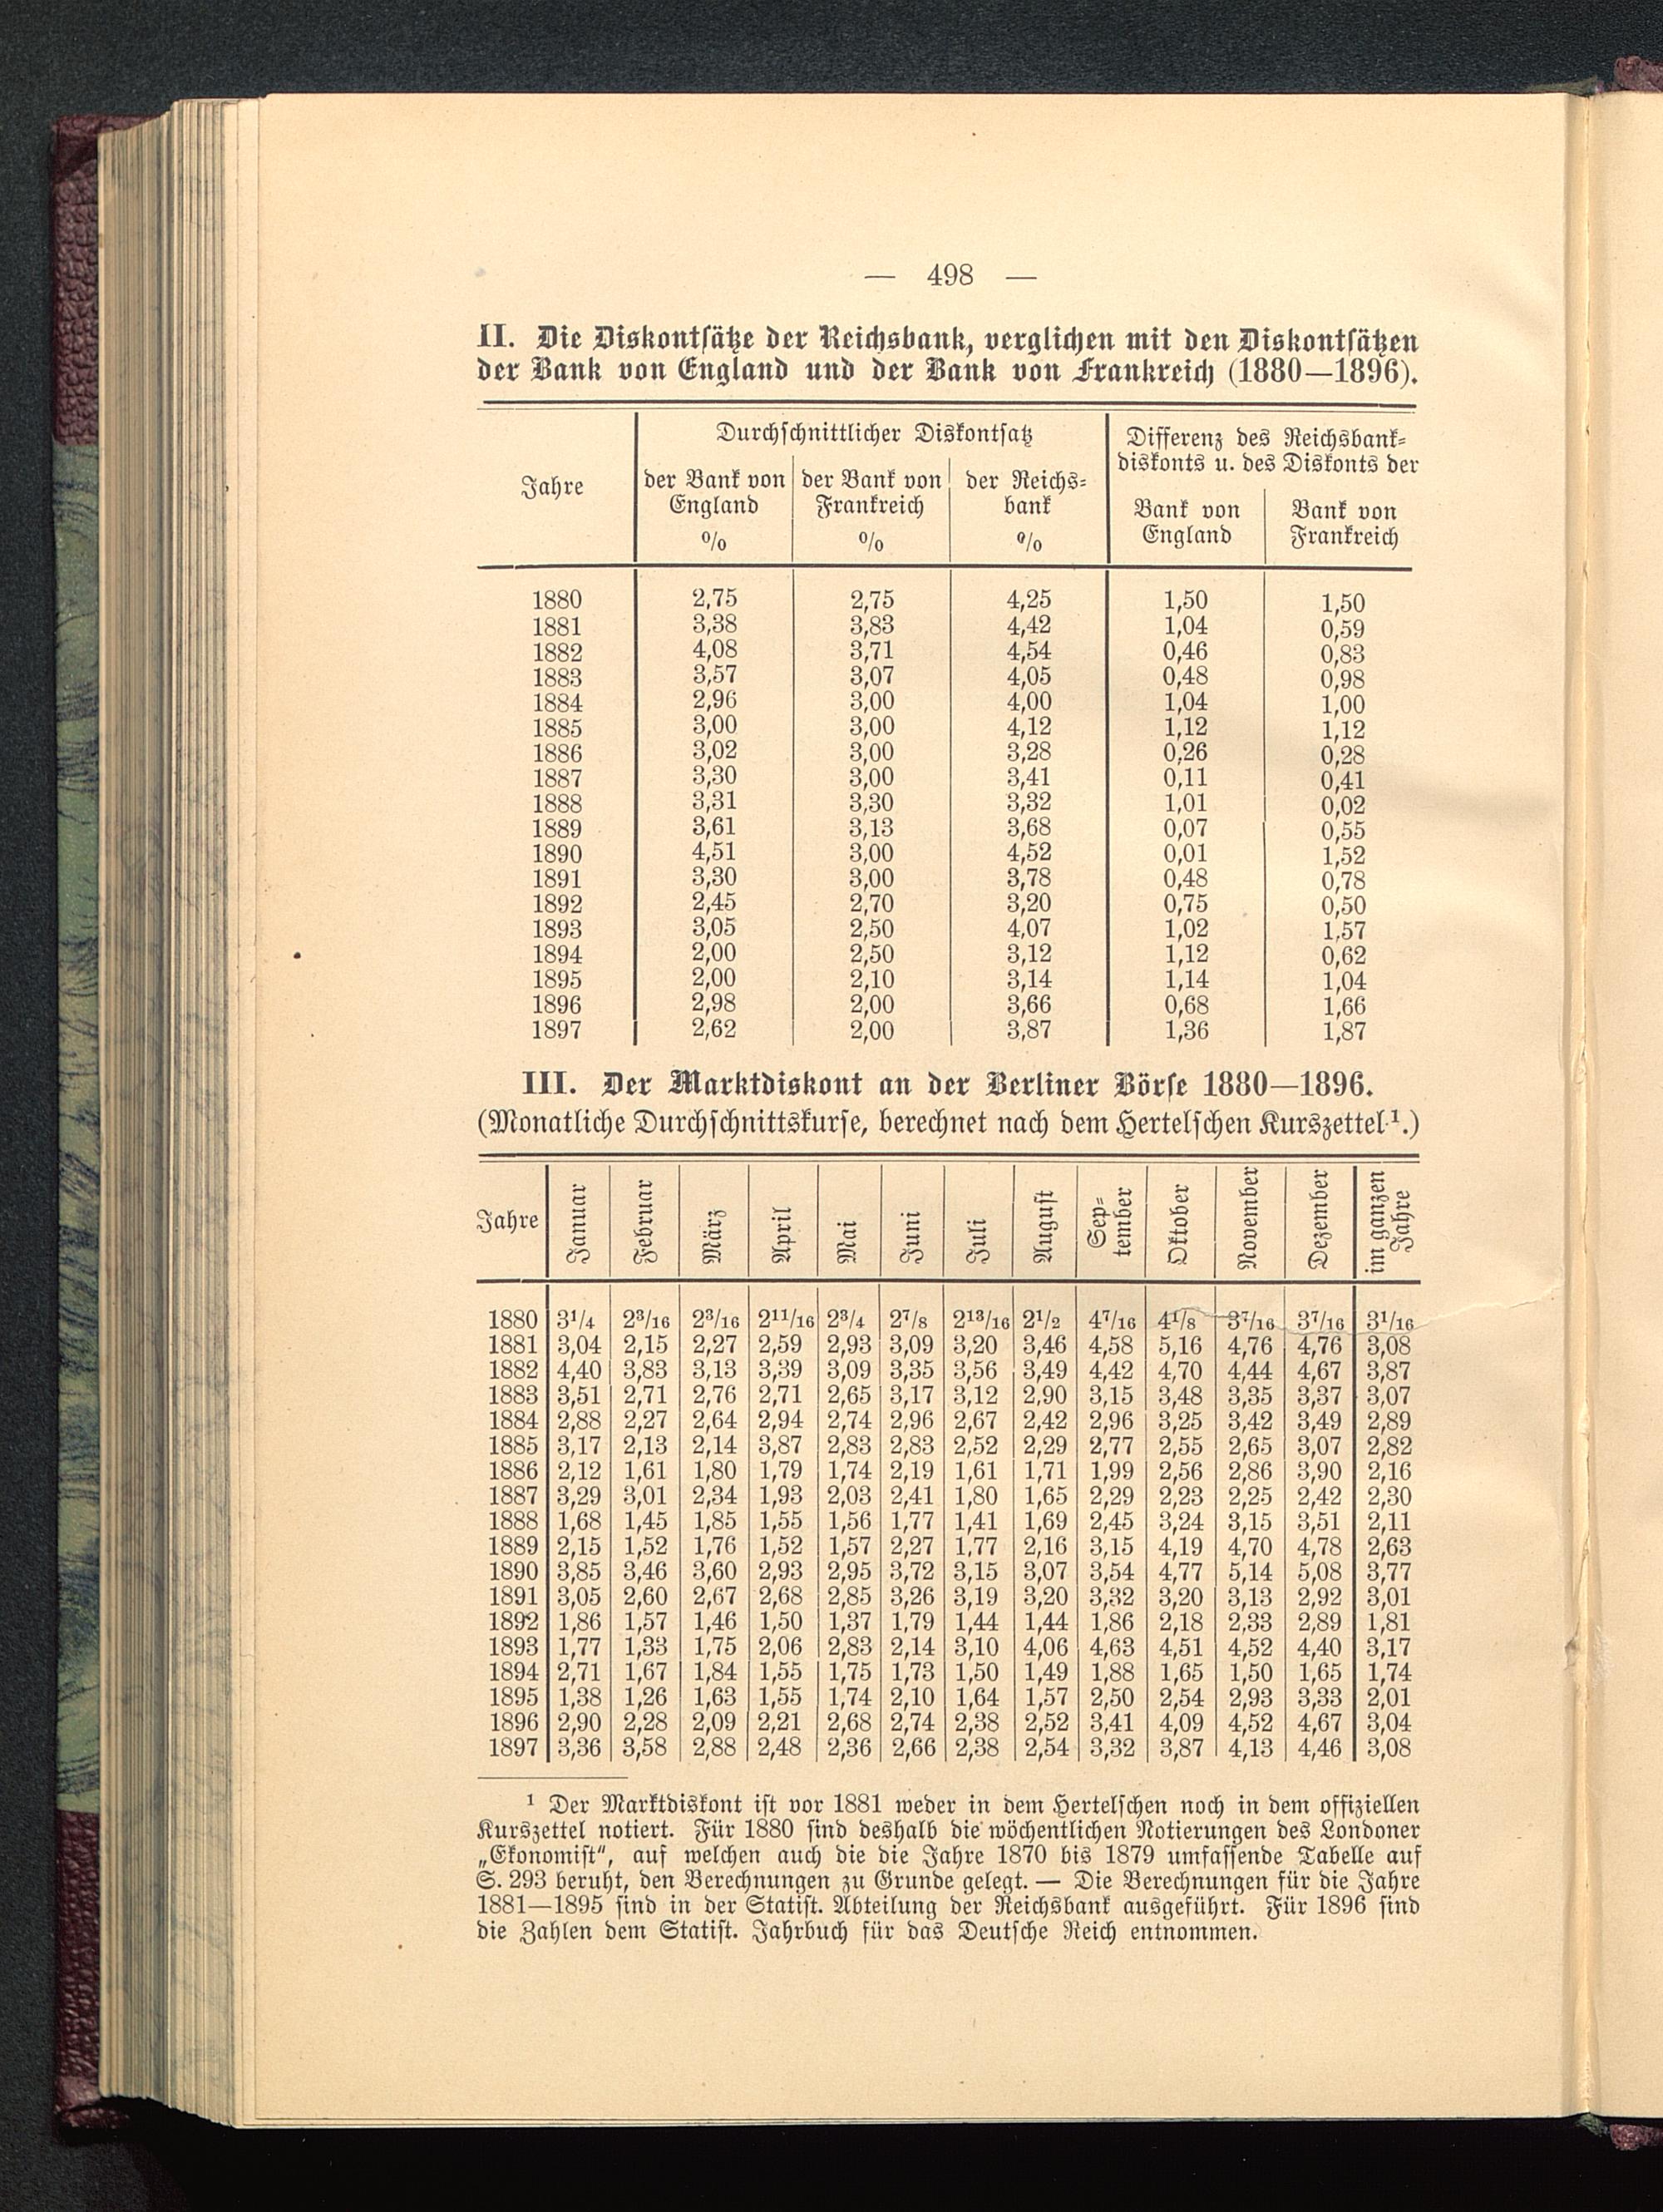 — 498 —
II. Die Diskontsätze der Reichsbank, verglichen mit den Diskontsätzen
der Bank von England und der Bank von Frankreich (1880—1896).
Jahre | Durchschnittlicher Diskontsatz | Differenz des Reichsbank-
diskonts u. des Diskonts der
der Bank von England | der Bank von Frankreich | der Reichs-bank | Bank von England | Bank von Frankreich
% | % | %
1880 2,75 2,75 4,25 1,50 1,50
1881 3,38 3,83 4,42 1,04 0,59
1882 4,08 3,71 4,54 0,46 0,83
1883 3,57 3,07 4,05 0,48 0,98
1884 2,96 3,00 4,00 1,04 1,00
1885 3,00 3,00 4,12 1,12 1,12
1886 3,02 3,00 3,28 0,26 0,28
1887 3,30 3,00 3,41 0,11 0,41
1888 3,31 3,30 3,32 1,01 0,02
1889 3,61 3,13 3,68 0,07 0,55
1890 4,51 3,00 4,52 0,01 1,52
1891 3,30 3,00 3,78 0,48 0,78
1892 2,45 2,70 3,20 0,75 0,50
1893 3,05 2,50 4,07 1,02 1,57
1894 2,00 2,50 3,12 1,12 0,62
1895 2,00 2,10 3,14 1,14 1,04
1896 2,98 2,00 3,66 0,68 1,66
1897 2,62 2,00 3,87 1,36 1,87
III. Der Marktdiskont an der Berliner Börse 1880—1896.
(Monatliche Durchschnittskurse, berechnet nach dem Hertelschen Kurszettel¹.)
Jahre | Januar | Februar | März | April | Mai | Juni | Juli | August | Sep-tember | Oktober | November | Dezember | im ganzen Jahre
1880 3¹/₄ 2³/₁₆ 2³/₁₆ 2¹¹/₁₆ 2³/₄ 2⁷/₈ 2¹³/₁₆ 2¹/₂ 4⁷/₁₆ 4¹/₈ 3⁷/₁₆ 3⁷/₁₆ 3¹/₁₆
1881 3,04 2,15 2,27 2,59 2,93 3,09 3,20 3,46 4,58 5,16 4,76 4,76 3,08
1882 4,40 3,83 3,13 3,39 3,09 3,35 3,56 3,49 4,42 4,70 4,44 4,67 3,87
1883 3,51 2,71 2,76 2,71 2,65 3,17 3,12 2,90 3,15 3,48 3,35 3,37 3,07
1884 2,88 2,27 2,64 2,94 2,74 2,96 2,67 2,42 2,96 3,25 3,42 3,49 2,89
1885 3,17 2,13 2,14 3,87 2,83 2,83 2,52 2,29 2,77 2,55 2,65 3,07 2,82
1886 2,12 1,61 1,80 1,79 1,74 2,19 1,61 1,71 1,99 2,56 2,86 3,90 2,16
1887 3,29 3,01 2,34 1,93 2,03 2,41 1,80 1,65 2,29 2,23 2,25 2,42 2,30
1888 1,68 1,45 1,85 1,55 1,56 1,77 1,41 1,69 2,45 3,24 3,15 3,51 2,11
1889 2,15 1,52 1,76 1,52 1,57 2,27 1,77 2,16 3,15 4,19 4,70 4,78 2,63
1890 3,85 3,46 3,60 2,93 2,95 3,72 3,15 3,07 3,54 4,77 5,14 5,08 3,77
1891 3,05 2,60 2,67 2,68 2,85 3,26 3,19 3,20 3,32 3,20 3,13 2,92 3,01
1892 1,86 1,57 1,46 1,50 1,37 1,79 1,44 1,44 1,86 2,18 2,33 2,89 1,81
1893 1,77 1,33 1,75 2,06 2,83 2,14 3,10 4,06 4,63 4,51 4,52 4,40 3,17
1894 2,71 1,67 1,84 1,55 1,75 1,73 1,50 1,49 1,88 1,65 1,50 1,65 1,74
1895 1,38 1,26 1,63 1,55 1,74 2,10 1,64 1,57 2,50 2,54 2,93 3,33 2,01
1896 2,90 2,28 2,09 2,21 2,68 2,74 2,38 2,52 3,41 4,09 4,52 4,67 3,04
1897 3,36 3,58 2,88 2,48 2,36 2,66 2,38 2,54 3,32 3,87 4,13 4,46 3,08
¹ Der Marktdiskont ist vor 1881 weder in dem Hertelschen noch in dem offiziellen
Kurszettel notiert. Für 1880 sind deshalb die wöchentlichen Notierungen des Londoner
„Ekonomist“, auf welchen auch die die Jahre 1870 bis 1879 umfassende Tabelle auf
S. 293 beruht, den Berechnungen zu Grunde gelegt. — Die Berechnungen für die Jahre
1881—1895 sind in der Statist. Abteilung der Reichsbank ausgeführt. Für 1896 sind
die Zahlen dem Statist. Jahrbuch für das Deutsche Reich entnommen.